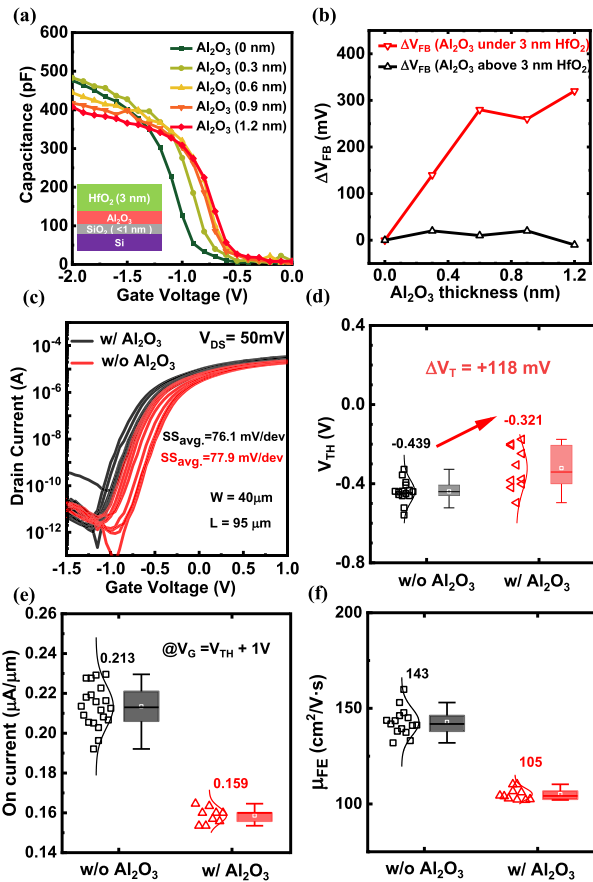 (a)
600
500
400
300
200
100
0
Capacitance (pF)
-2.0
-1.5
-1.0
-0.5
0.0
Gate Voltage (V)
Al2O3 (0 nm)
Al2O3 (0.3 nm)
Al2O3 (0.6 nm)
Al2O3 (0.9 nm)
Al2O3 (1.2 nm)
HfO2 (3 nm)
Al2O3
SiOx (<1 nm)
Si
(b)
ΔVFB (Al2O3 under 3 nm HfO2)
ΔVFB (Al2O3 above 3 nm HfO2)
400
300
200
100
0
ΔVFB (mV)
0.0
0.4
0.8
1.2
Al2O3 thickness (nm)
(c)
w/ Al2O3
w/o Al2O3
VDS= 50mV
SSavg.=76.1 mV/dev
SSavg.=77.9 mV/dev
W = 40μm
L = 95 μm
10-4
10-6
10-8
10-10
10-12
Drain Current (A)
-1.5
-1.0
-0.5
0.0
0.5
1.0
Gate Voltage (V)
(d)
ΔVT = +118 mV
-0.439
-0.321
0.4
-0.4
0.0
-0.4
-0.8
VTH (V)
w/o Al2O3
w/ Al2O3
(e)
0.213
@VG =VTH + 1V
0.159
0.26
0.24
0.22
0.20
0.18
0.16
0.14
On current (μA/μm)
w/o Al2O3
w/ Al2O3
(f)
143
105
200
150
100
μFE (cm2/V·s)
w/o Al2O3
w/ Al2O3